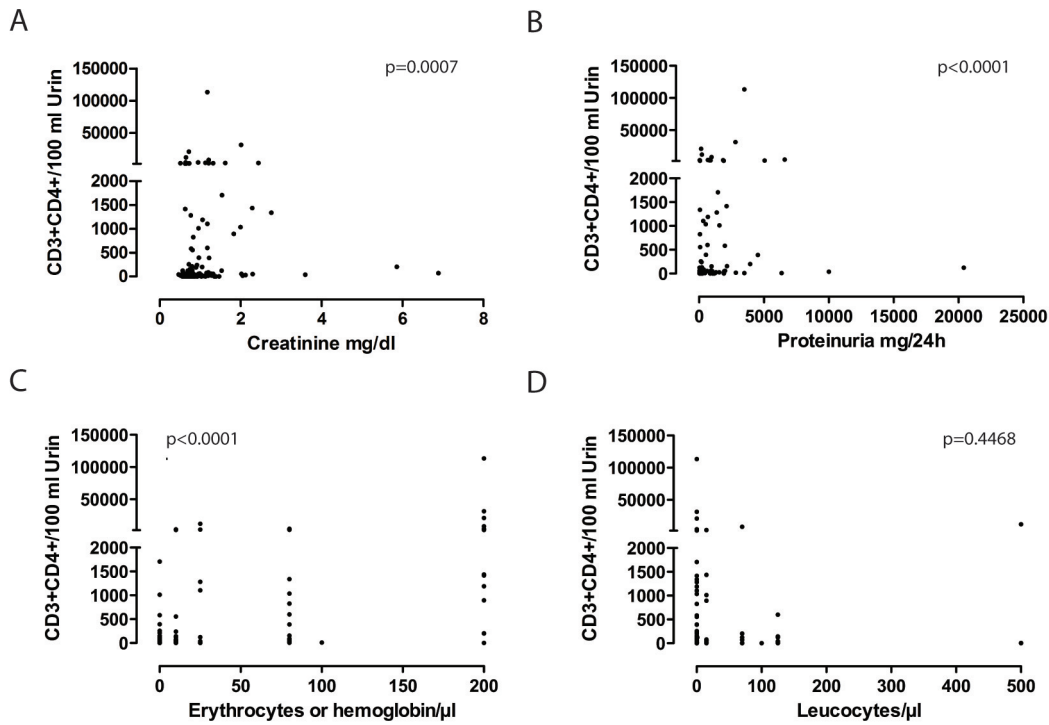 A
CD3+CD4+/100 ml Urin
150000
100000
50000
2000
1500
1000
500
0
p=0.0007
0 2 4 6 8
Creatinine mg/dl
B
CD3+CD4+/100 ml Urin
150000
100000
50000
2000
1500
1000
500
0
p<0.0001
0 5000 10000 15000 20000 25000
Proteinuria mg/24h
C
CD3+CD4+/100 ml Urin
150000
100000
50000
2000
1500
1000
500
0
p<0.0001
0 50 100 150 200
Erythrocytes or hemoglobin/µl
D
CD3+CD4+/100 ml Urin
150000
100000
50000
2000
1500
1000
500
0
p=0.4468
0 100 200 300 400 500
Leucocytes/µl